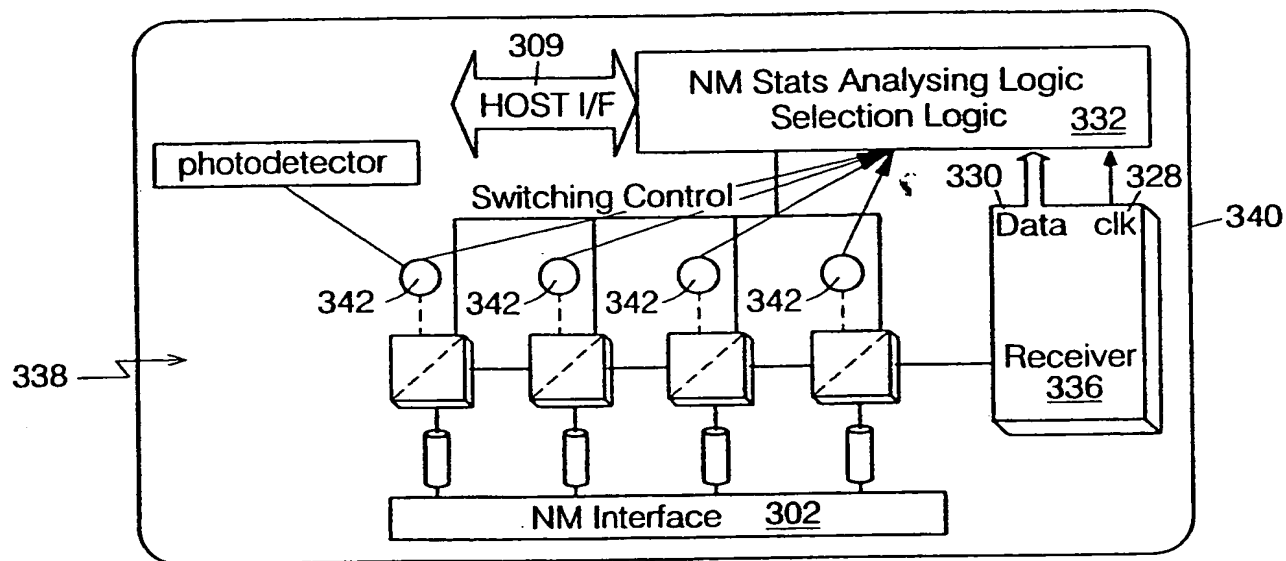 309
HOST I/F
NM Stats Analysing Logic
Selection Logic 332
photodetector
Switching Control
330
328
Data clk
340
342
342
342
342
338
Receiver
336
NM Interface 302